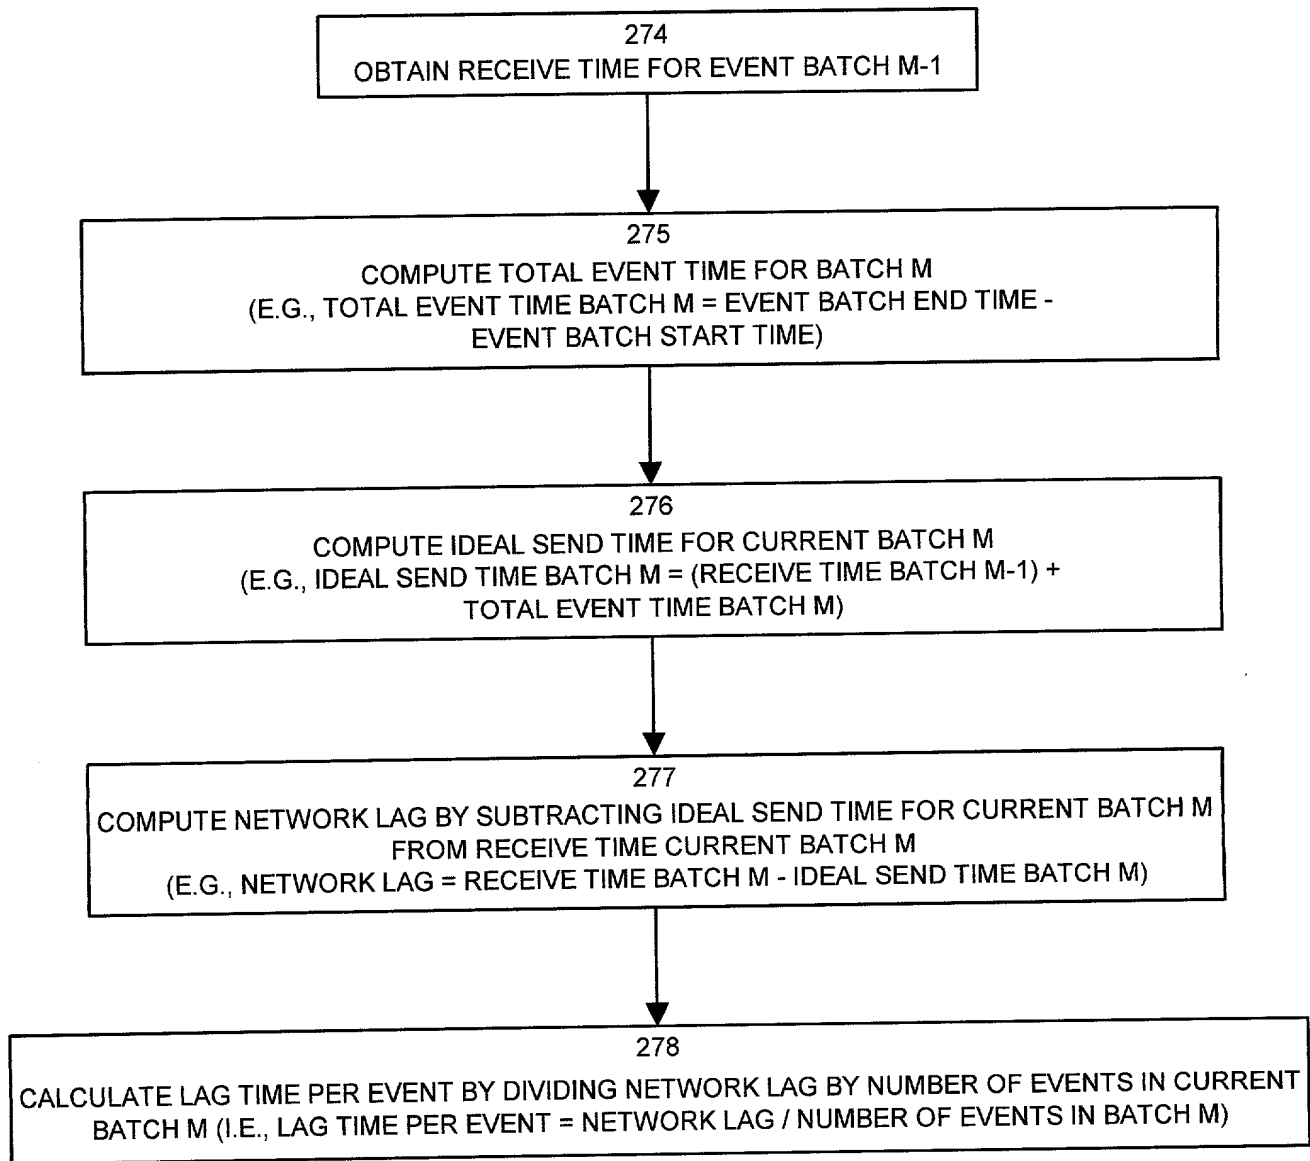 274
OBTAIN RECEIVE TIME FOR EVENT BATCH M-1
275
COMPUTE TOTAL EVENT TIME FOR BATCH M
(E.G., TOTAL EVENT TIME BATCH M = EVENT BATCH END TIME -
EVENT BATCH START TIME)
276
COMPUTE IDEAL SEND TIME FOR CURRENT BATCH M
(E.G., IDEAL SEND TIME BATCH M = (RECEIVE TIME BATCH M-1) +
TOTAL EVENT TIME BATCH M)
277
COMPUTE NETWORK LAG BY SUBTRACTING IDEAL SEND TIME FOR CURRENT BATCH M
FROM RECEIVE TIME CURRENT BATCH M
(E.G., NETWORK LAG = RECEIVE TIME BATCH M - IDEAL SEND TIME BATCH M)
278
CALCULATE LAG TIME PER EVENT BY DIVIDING NETWORK LAG BY NUMBER OF EVENTS IN CURRENT
BATCH M (I.E., LAG TIME PER EVENT = NETWORK LAG / NUMBER OF EVENTS IN BATCH M)